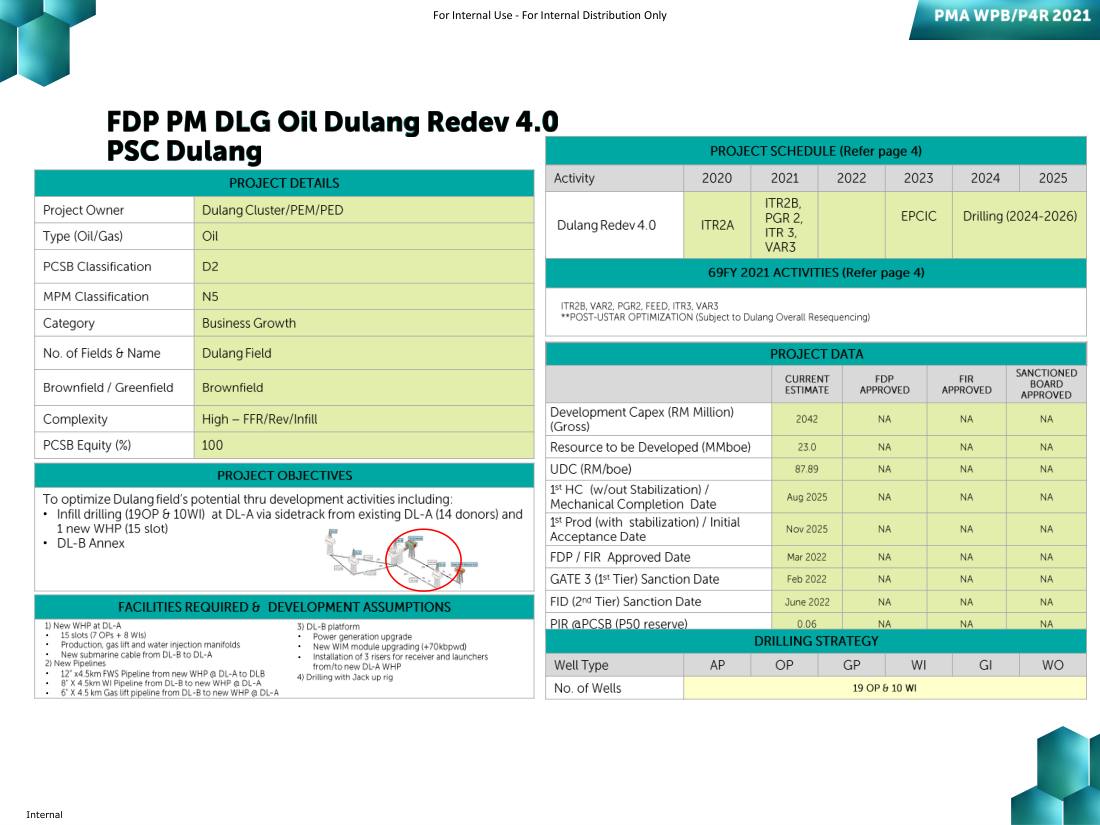 For Internal Use - For Internal Distribution Only
PMA WPB/P4R 2021
FDP PM DLG Oil Dulang Redev 4.0
PSC Dulang
PROJECT DETAILS
Project Owner Dulang Cluster/PEM/PED
Type (Oil/Gas) Oil
PCSB Classification D2
MPM Classification N5
Category Business Growth
No. of Fields & Name Dulang Field
Brownfield / Greenfield Brownfield
Complexity High – FFR/Rev/Infill
PCSB Equity (%) 100
PROJECT OBJECTIVES
To optimize Dulang field's potential thru development activities including:
• Infill drilling (19OP & 10WI) at DL-A via sidetrack from existing DL-A (14 donors) and
1 new WHP (15 slot)
• DL-B Annex
FACILITIES REQUIRED & DEVELOPMENT ASSUMPTIONS
1) New WHP at DL-A
• 15 slots (7 OPs + 8 WIs)
• Production, gas lift and water injection manifolds
• New submarine cable from DL-B to DL-A
2) New Pipelines
• 12" x4.5km FWS Pipeline from new WHP @ DL-A to DLB
• 8" X 4.5km WI Pipeline from DL-B to new WHP @ DL-A
• 6" X 4.5 km Gas lift pipeline from DL-B to new WHP @ DL-A
3) DL-B platform
• Power generation upgrade
• New WIM module upgrading (+70kbpwd)
• Installation of 3 risers for receiver and launchers
from/to new DL-A WHP
4) Drilling with Jack up rig
PROJECT SCHEDULE (Refer page 4)
Activity 2020 2021 2022 2023 2024 2025
Dulang Redev 4.0 ITR2A
ITR2B,
PGR 2,
ITR 3,
VAR3
EPCIC Drilling (2024-2026)
69FY 2021 ACTIVITIES (Refer page 4)
ITR2B, VAR2, PGR2, FEED, ITR3, VAR3
**POST-USTAR OPTIMIZATION (Subject to Dulang Overall Resequencing)
PROJECT DATA
CURRENT
ESTIMATE
FDP
APPROVED
FIR
APPROVED
SANCTIONED
BOARD
APPROVED
Development Capex (RM Million)
(Gross) 2042 NA NA NA
Resource to be Developed (MMboe) 23.0 NA NA NA
UDC (RM/boe) 87.89 NA NA NA
1st HC (w/out Stabilization) /
Mechanical Completion Date Aug 2025 NA NA NA
1st Prod (with stabilization) / Initial
Acceptance Date Nov 2025 NA NA NA
FDP / FIR Approved Date Mar 2022 NA NA NA
GATE 3 (1st Tier) Sanction Date Feb 2022 NA NA NA
FID (2nd Tier) Sanction Date June 2022 NA NA NA
PIR @PCSB (P50 reserve) 0.06 NA NA NA
DRILLING STRATEGY
Well Type AP OP GP WI GI WO
No. of Wells 19 OP & 10 WI
Internal